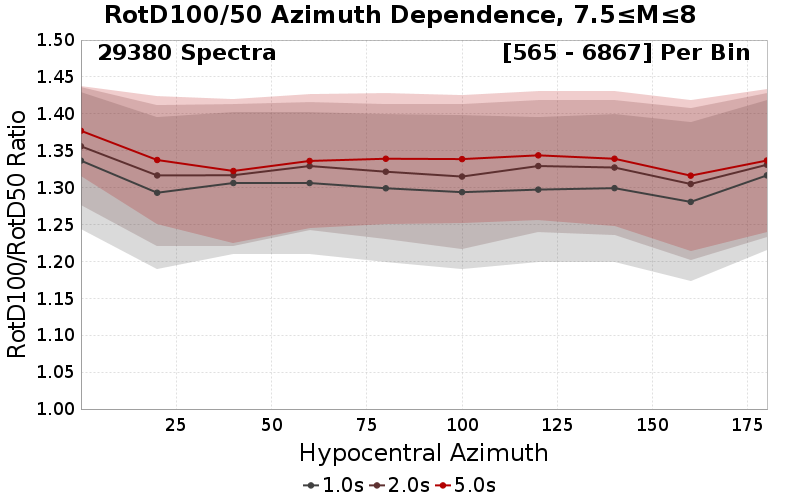 RotD100/50 Azimuth Dependence, 7.5≤M≤8
29380 Spectra [565 - 6867] Per Bin
RotD100/RotD50 Ratio
1.50
1.45
1.40
1.35
1.30
1.25
1.20
1.15
1.10
1.05
1.00
25 50 75 100 125 150 175
Hypocentral Azimuth
1.0s 2.0s 5.0s